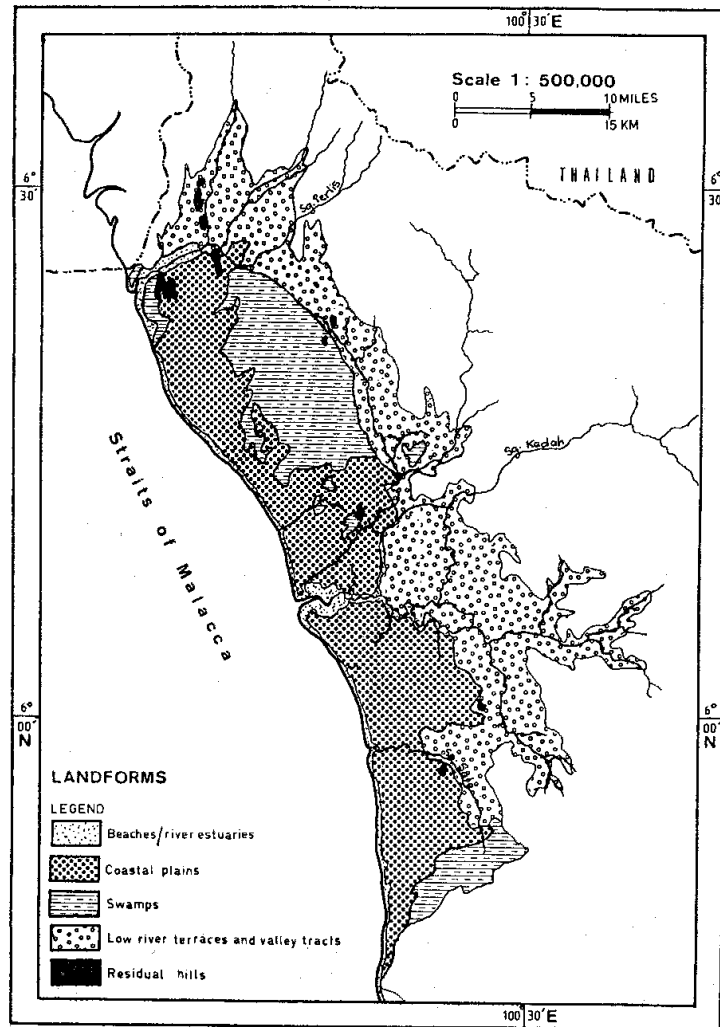 100° 30' E
Scale 1 : 500,000
0 5 10 MILES
0 15 KM
6° 30'
6° 30'
THAILAND
Sg. Perlis
Sg. Kedah
Straits of Malacca
6° 00' N
6° 00' N
LANDFORMS
LEGEND
Beaches/river estuaries
Coastal plains
Swamps
Low river terraces and valley tracts
Residual hills
100° 30' E